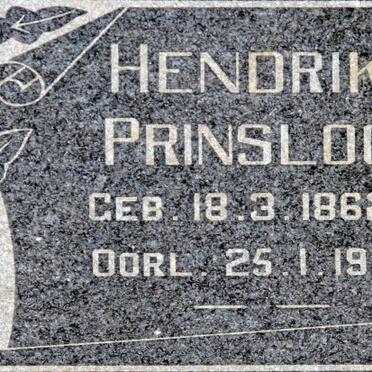 HENDRIK
PRINSLOO
GEB. 18.3.186
OORL. 25.1.19